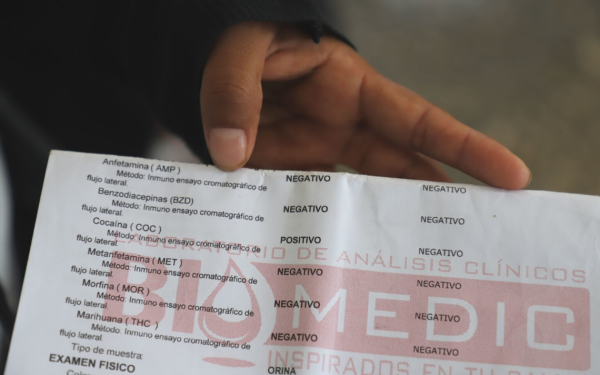 Anfetamina ( AMP ) NEGATIVO NEGATIVO
Método: Inmuno ensayo cromatográfico de
flujo lateral.
Benzodiacepinas (BZD) NEGATIVO NEGATIVO
Método: Inmuno ensayo cromatográfico de
flujo lateral.
Cocaína ( COC ) POSITIVO NEGATIVO
Método: Inmuno ensayo cromatográfico de
flujo lateral.
Metanfetamina ( MET ) NEGATIVO NEGATIVO
Método: Inmuno ensayo cromatográfico de
flujo lateral.
Morfina ( MOR ) NEGATIVO NEGATIVO
Método: Inmuno ensayo cromatográfico de
flujo lateral.
Marihuana ( THC ) NEGATIVO NEGATIVO
Método: Inmuno ensayo cromatográfico de
flujo lateral.
Tipo de muestra: ORINA
EXAMEN FISICO
LABORATORIO DE ANÁLISIS CLÍNICOS
BIOMEDIC
INSPIRADOS EN TU